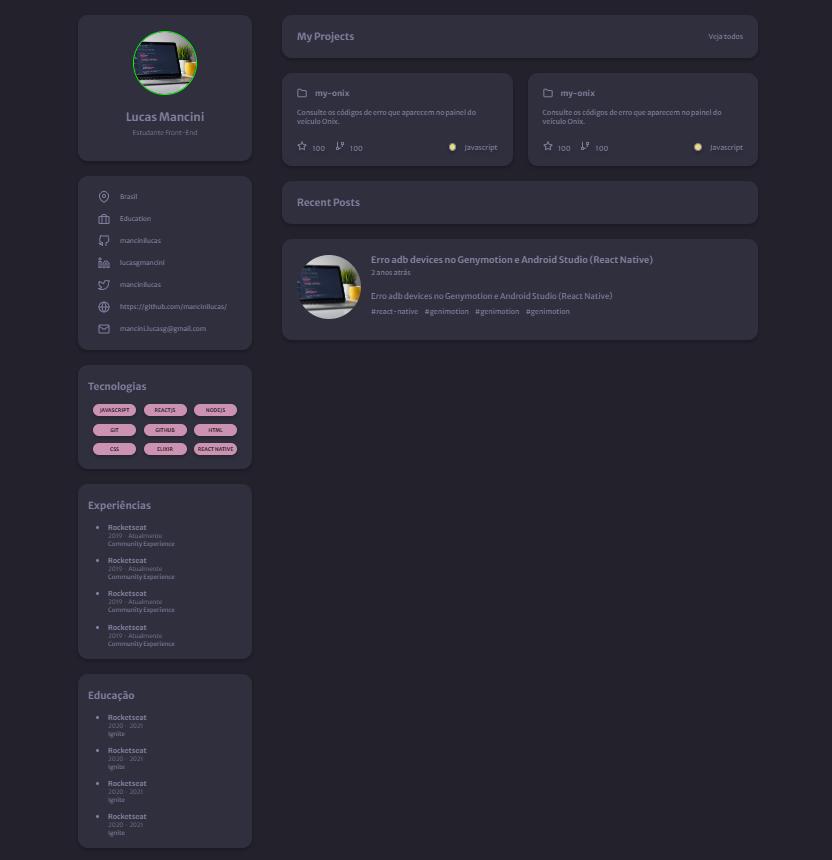 Lucas Mancini
Estudante Front-End
Brasil
Education
mancinilucas
lucasgmancini
mancinilucas
https://github.com/mancinilucas/
mancini.lucasg@gmail.com
Tecnologias
JAVASCRIPT REACTJS NODEJS
GIT GITHUB HTML
CSS ELIXIR REACT NATIVE
Experiências
Rocketseat
2019 - Atualmente
Community Experience
Rocketseat
2019 - Atualmente
Community Experience
Rocketseat
2019 - Atualmente
Community Experience
Rocketseat
2019 - Atualmente
Community Experience
Educação
Rocketseat
2020 - 2021
Ignite
Rocketseat
2020 - 2021
Ignite
Rocketseat
2020 - 2021
Ignite
Rocketseat
2020 - 2021
Ignite
My Projects Veja todos
my-onix
Consulte os códigos de erro que aparecem no painel do
veículo Onix.
100 100 Javascript
my-onix
Consulte os códigos de erro que aparecem no painel do
veículo Onix.
100 100 Javascript
Recent Posts
Erro adb devices no Genymotion e Android Studio (React Native)
2 anos atrás
Erro adb devices no Genymotion e Android Studio (React Native)
#react-native #genimotion #genimotion #genimotion